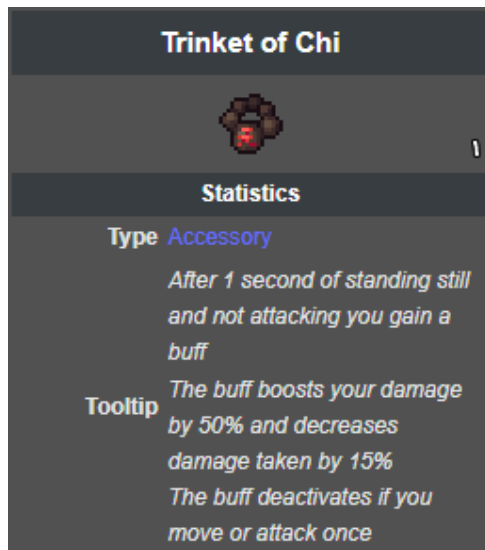 Trinket of Chi
1
Statistics
Type Accessory
After 1 second of standing still
and not attacking you gain a
buff
Tooltip The buff boosts your damage
by 50% and decreases
damage taken by 15%
The buff deactivates if you
move or attack once